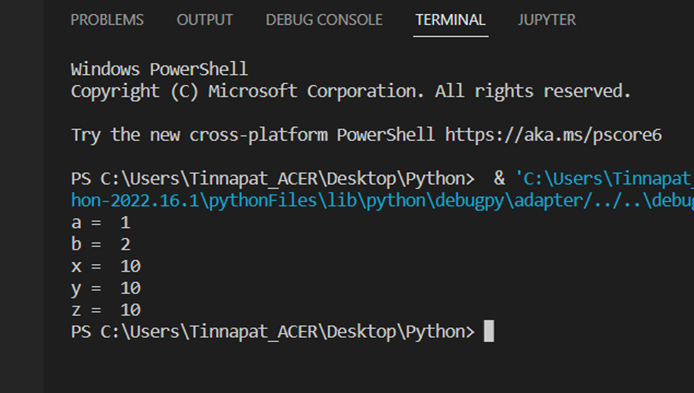 PROBLEMS OUTPUT DEBUG CONSOLE TERMINAL JUPYTER
Windows PowerShell
Copyright (C) Microsoft Corporation. All rights reserved.
Try the new cross-platform PowerShell https://aka.ms/pscore6
PS C:\Users\Tinnapat_ACER\Desktop\Python>  & 'C:\Users\Tinnapat_
hon-2022.16.1\pythonFiles\lib\python\debugpy\adapter/../..\debug
a =  1
b =  2
x =  10
y =  10
z =  10
PS C:\Users\Tinnapat_ACER\Desktop\Python>